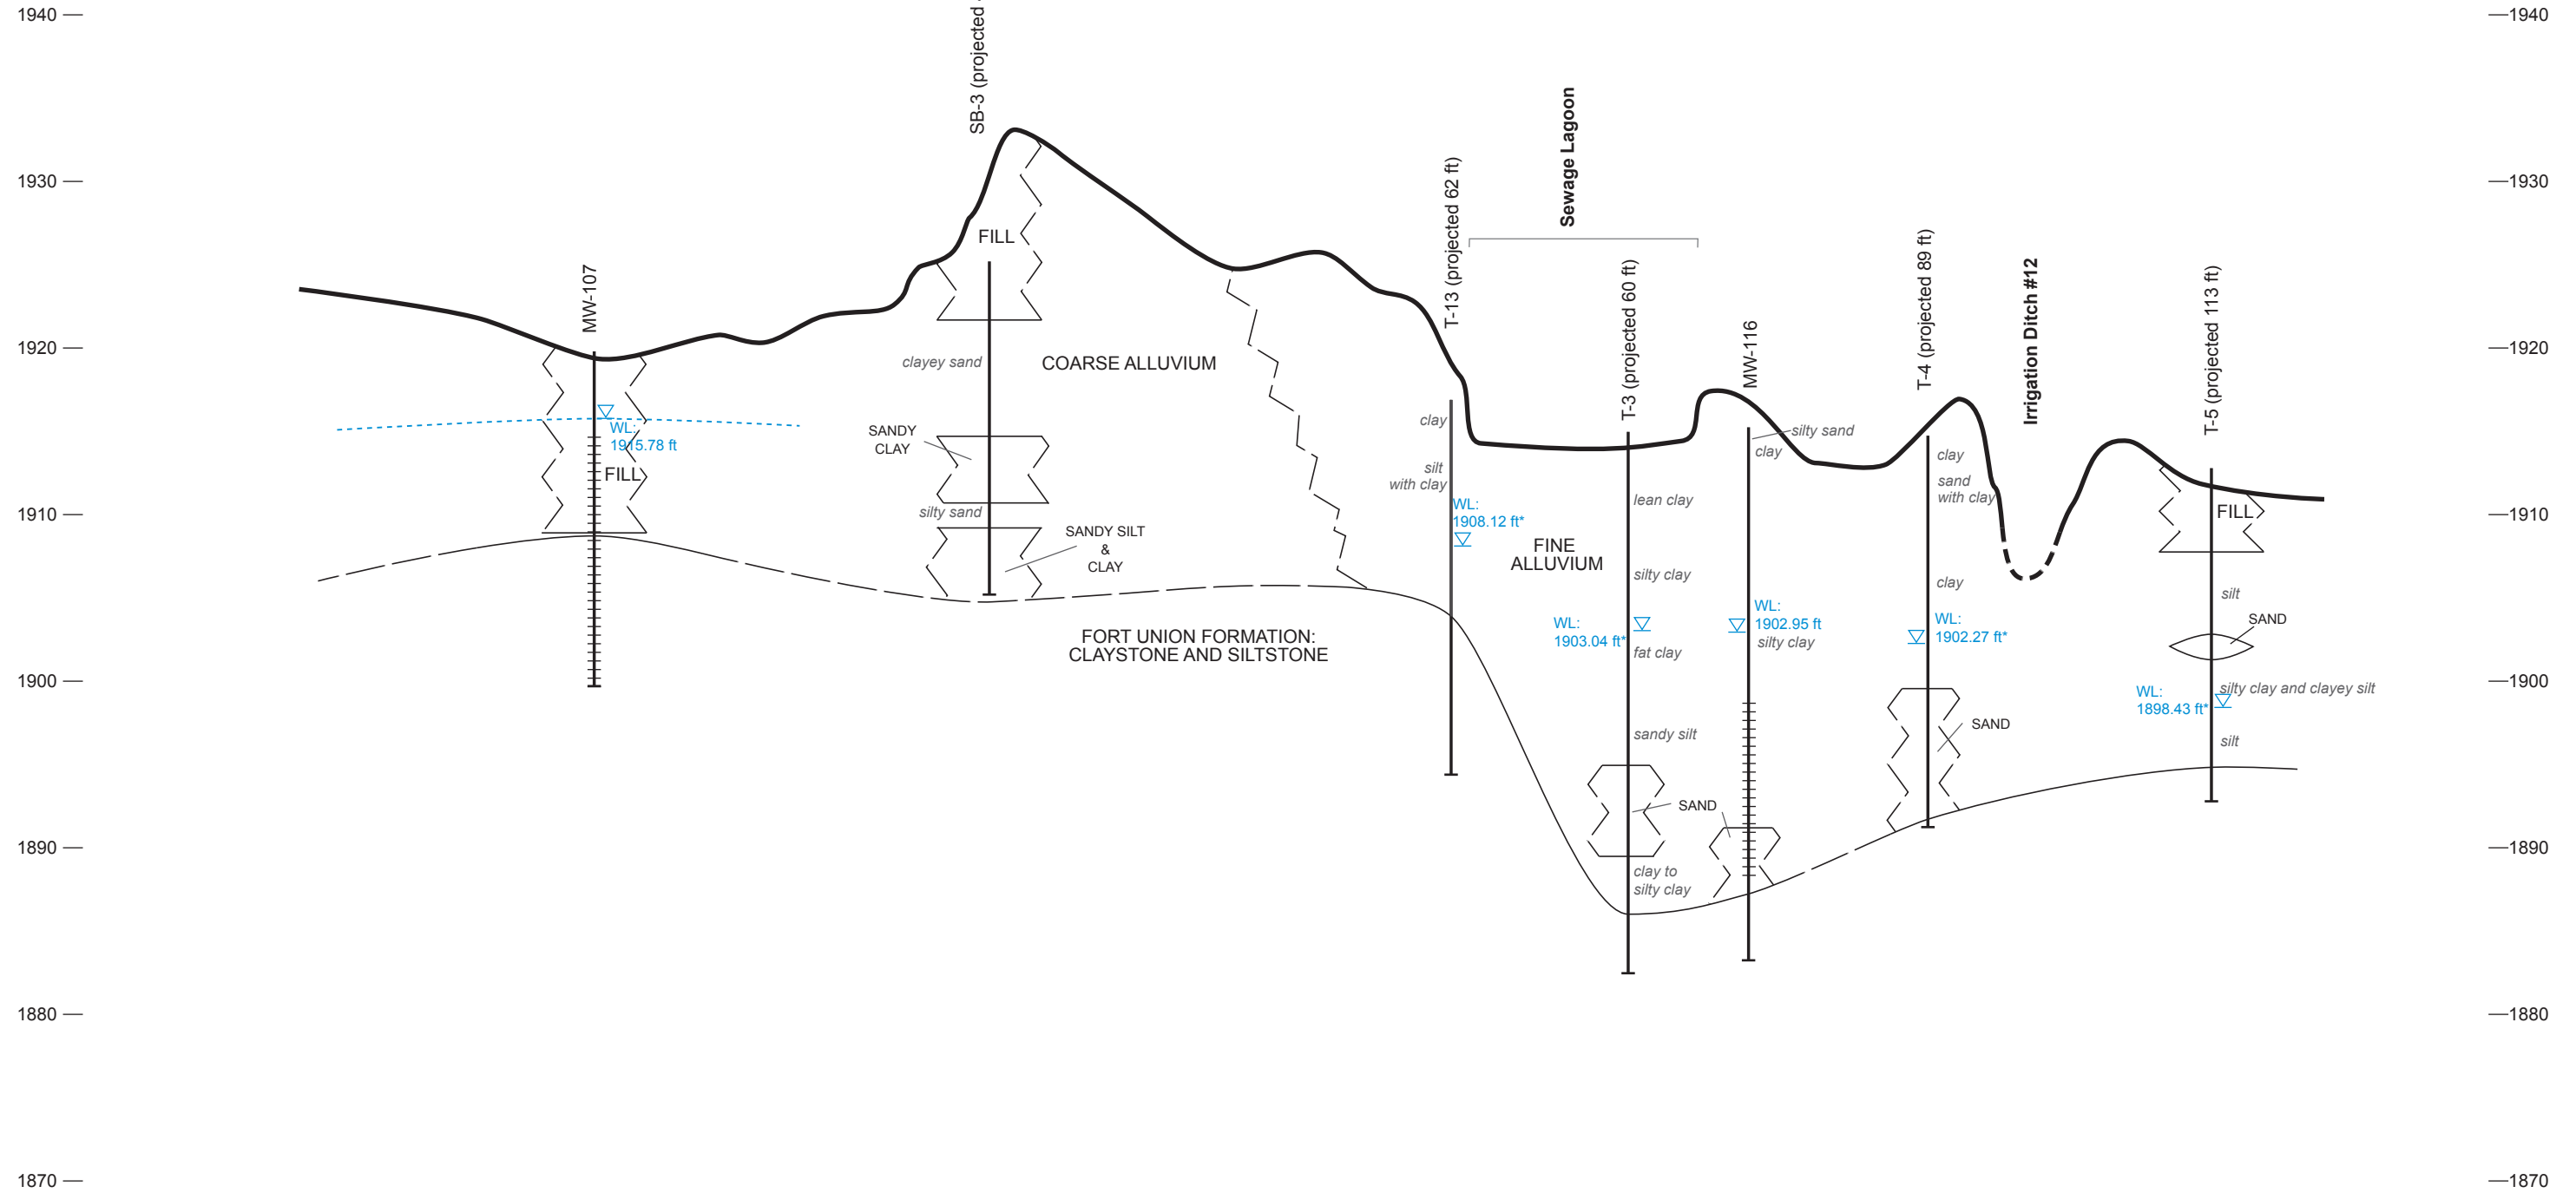 1940
1940
SB-3 (projected
1930
1930
Sewage Lagoon
T-13 (projected 62 ft)
FILL
T-4 (projected 89 ft)
T-3 (projected 60 ft)
Irrigation Ditch #12
T-5 (projected 113 ft)
MW-107
MW-116
1920
1920
clayey sand
COARSE ALLUVIUM
clay
WL:
1915.78 ft
SANDY
CLAY
silty sand
clay
clay
silt
with clay
FILL
sand
with clay
lean clay
1910
1910
silty sand
WL:
1908.12 ft*
FILL
SANDY SILT
&
CLAY
FINE
ALLUVIUM
silty clay
clay
silt
WL:
1902.95 ft
silty clay
SAND
WL:
1903.04 ft*
WL:
1902.27 ft*
FORT UNION FORMATION:
CLAYSTONE AND SILTSTONE
fat clay
1900
1900
silty clay and clayey silt
WL:
1898.43 ft*
SAND
sandy silt
silt
SAND
1890
1890
clay to
silty clay
1880
1880
1870
1870